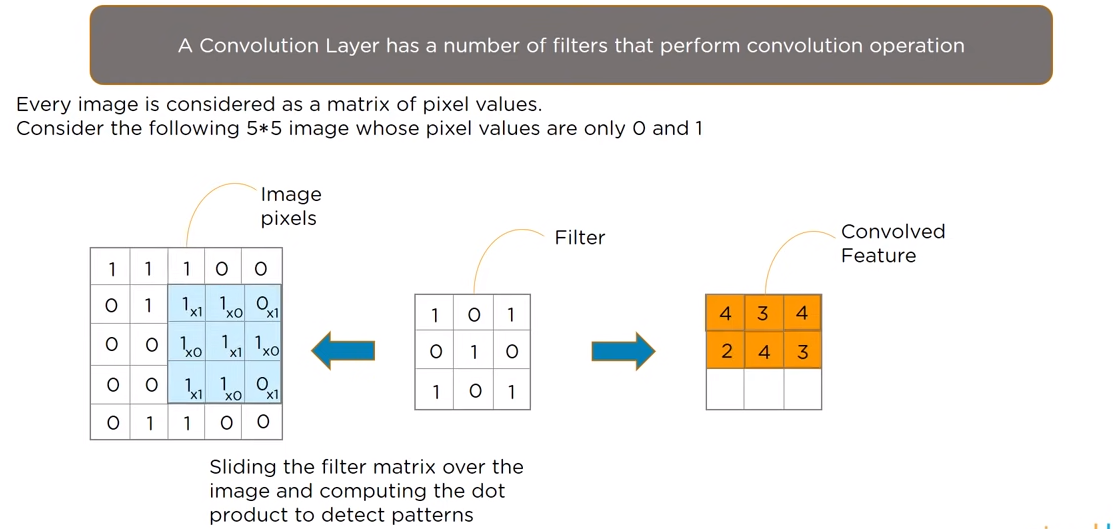 A Convolution Layer has a number of filters that perform convolution operation
Every image is considered as a matrix of pixel values.
Consider the following 5*5 image whose pixel values are only 0 and 1
Image
pixels
Filter
Convolved
Feature
1 1 1 0 0
0 1 1x1 1x0 0x1
0 0 1x0 1x1 1x0
0 0 1x1 1x0 0x1
0 1 1 0 0
1 0 1
0 1 0
1 0 1
4 3 4
2 4 3
Sliding the filter matrix over the
image and computing the dot
product to detect patterns